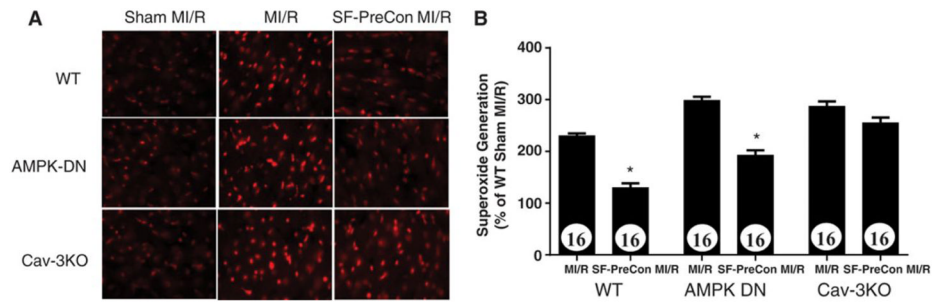 A
Sham MI/R MI/R SF-PreCon MI/R
WT
AMPK-DN
Cav-3KO
B
Superoxide Generation
(% of WT Sham MI/R)
400
300
200
100
0
*
*
16 16 16 16 16 16
MI/R SF-PreCon MI/R MI/R SF-PreCon MI/R MI/R SF-PreCon MI/R
WT AMPK DN Cav-3KO